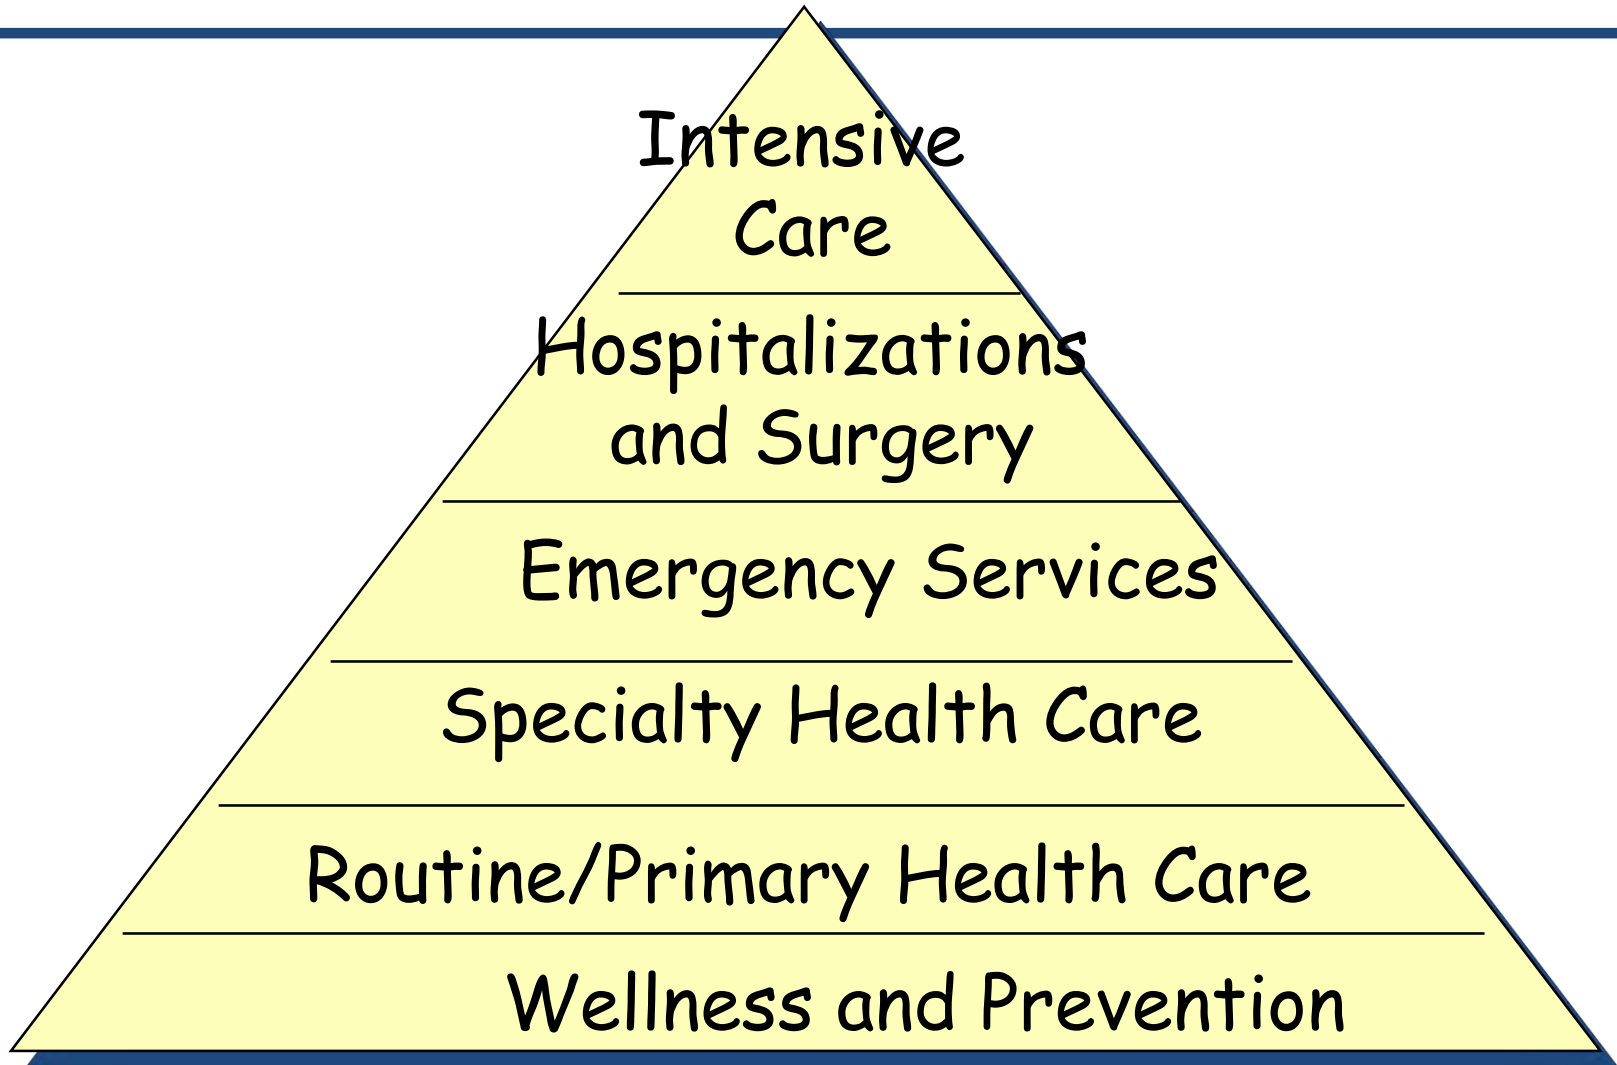 Intensive
Care
Hospitalizations
and Surgery
Emergency Services
Specialty Health Care
Routine/Primary Health Care
Wellness and Prevention